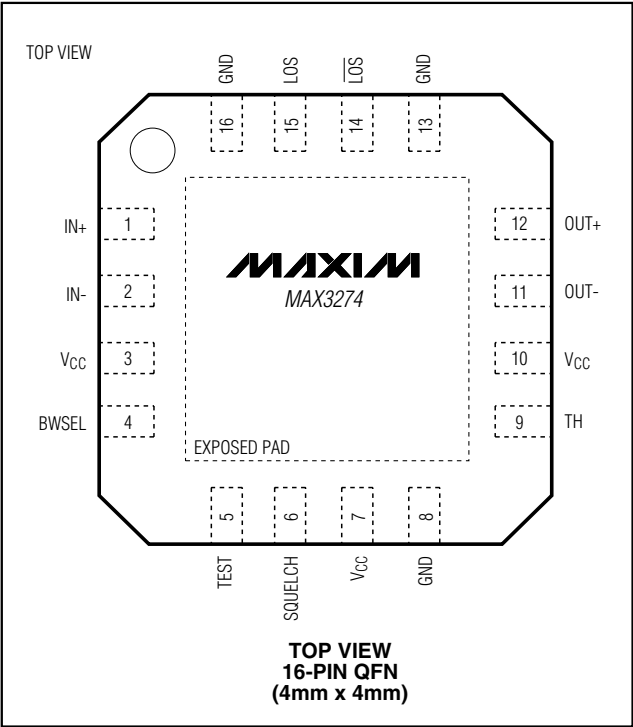 TOP VIEW
GND
LOS
L̅O̅S̅
GND
16
15
14
13
IN+
1
12
OUT+
IN-
2
11
OUT-
VCC
3
10
VCC
BWSEL
4
9
TH
MAXIM
MAX3274
EXPOSED PAD
5
6
7
8
TEST
SQUELCH
VCC
GND
TOP VIEW
16-PIN QFN
(4mm x 4mm)